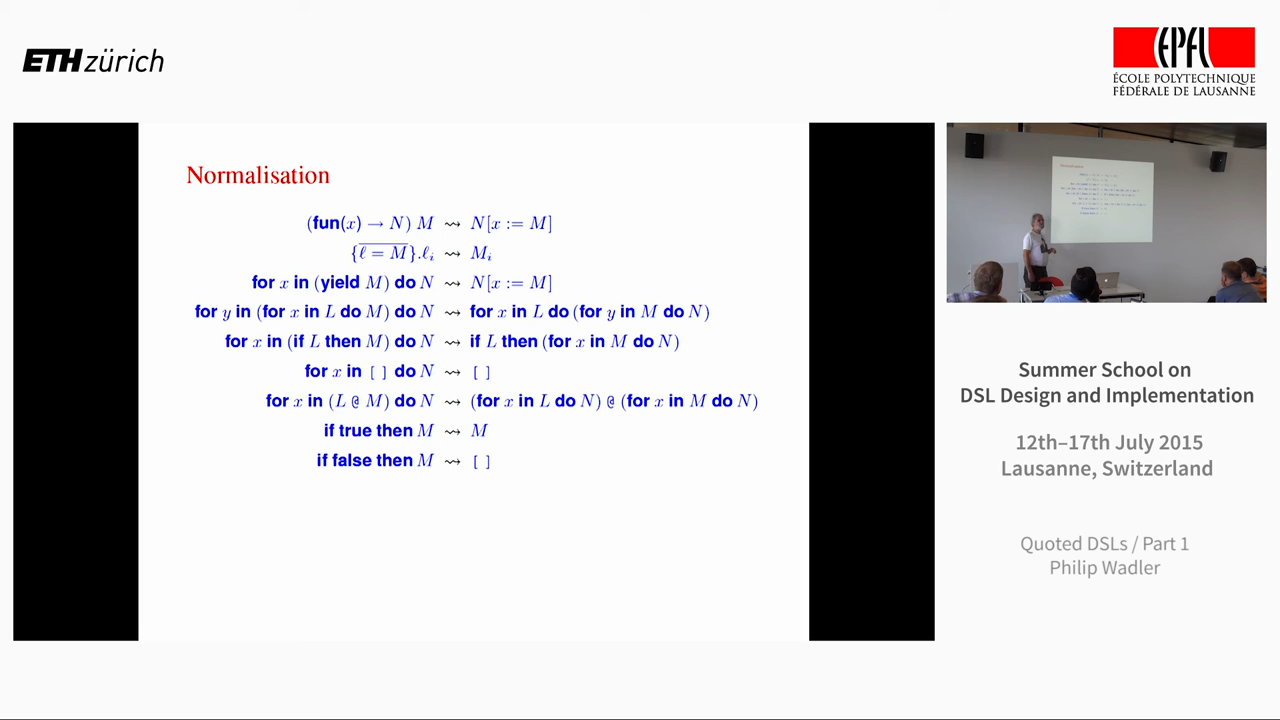 ETH zürich
EPFL
ÉCOLE POLYTECHNIQUE
FÉDÉRALE DE LAUSANNE
Normalisation
(fun(x) → N) M ⇝ N[x := M]
{ℓ = M}.ℓᵢ ⇝ Mᵢ
for x in (yield M) do N ⇝ N[x := M]
for y in (for x in L do M) do N ⇝ for x in L do (for y in M do N)
for x in (if L then M) do N ⇝ if L then (for x in M do N)
for x in [ ] do N ⇝ [ ]
for x in (L @ M) do N ⇝ (for x in L do N) @ (for x in M do N)
if true then M ⇝ M
if false then M ⇝ [ ]
Normalisation
Summer School on
DSL Design and Implementation
12th–17th July 2015
Lausanne, Switzerland
Quoted DSLs / Part 1
Philip Wadler